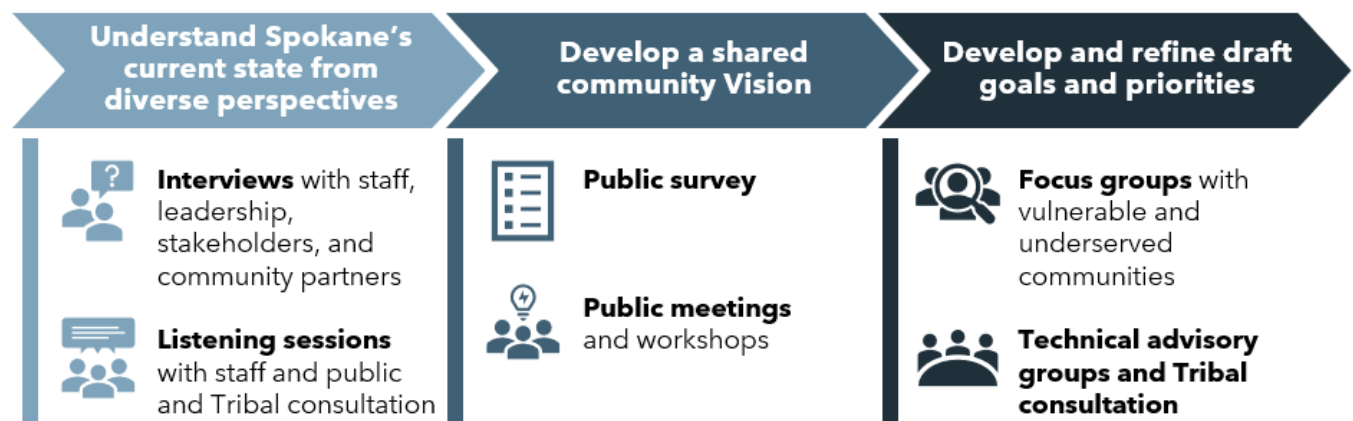 Understand Spokane's
current state from
diverse perspectives
Develop a shared
community Vision
Develop and refine draft
goals and priorities
?
Interviews with staff,
leadership,
stakeholders, and
community partners
Listening sessions
with staff and public
and Tribal consultation
Public survey
Public meetings
and workshops
Focus groups with
vulnerable and
underserved
communities
Technical advisory
groups and Tribal
consultation